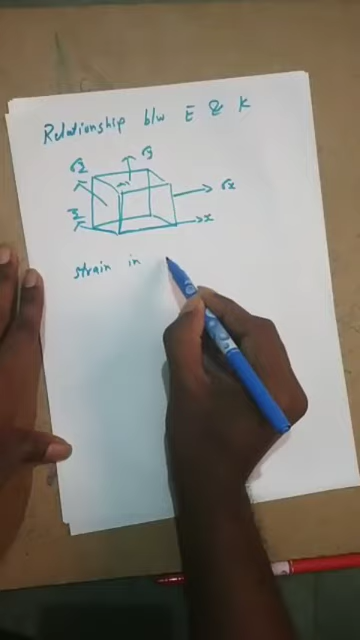 Relationship b/w E & K
σz
σy
σx
z
x
strain in